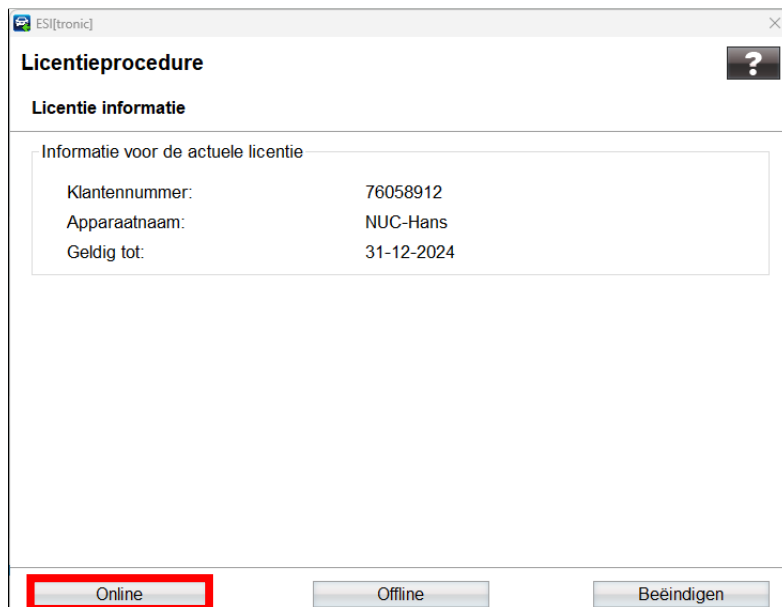 ESI[tronic]
Licentieprocedure
?
Licentie informatie
Informatie voor de actuele licentie
Klantennummer: 76058912
Apparaatnaam: NUC-Hans
Geldig tot: 31-12-2024
Online Offline Beëindigen